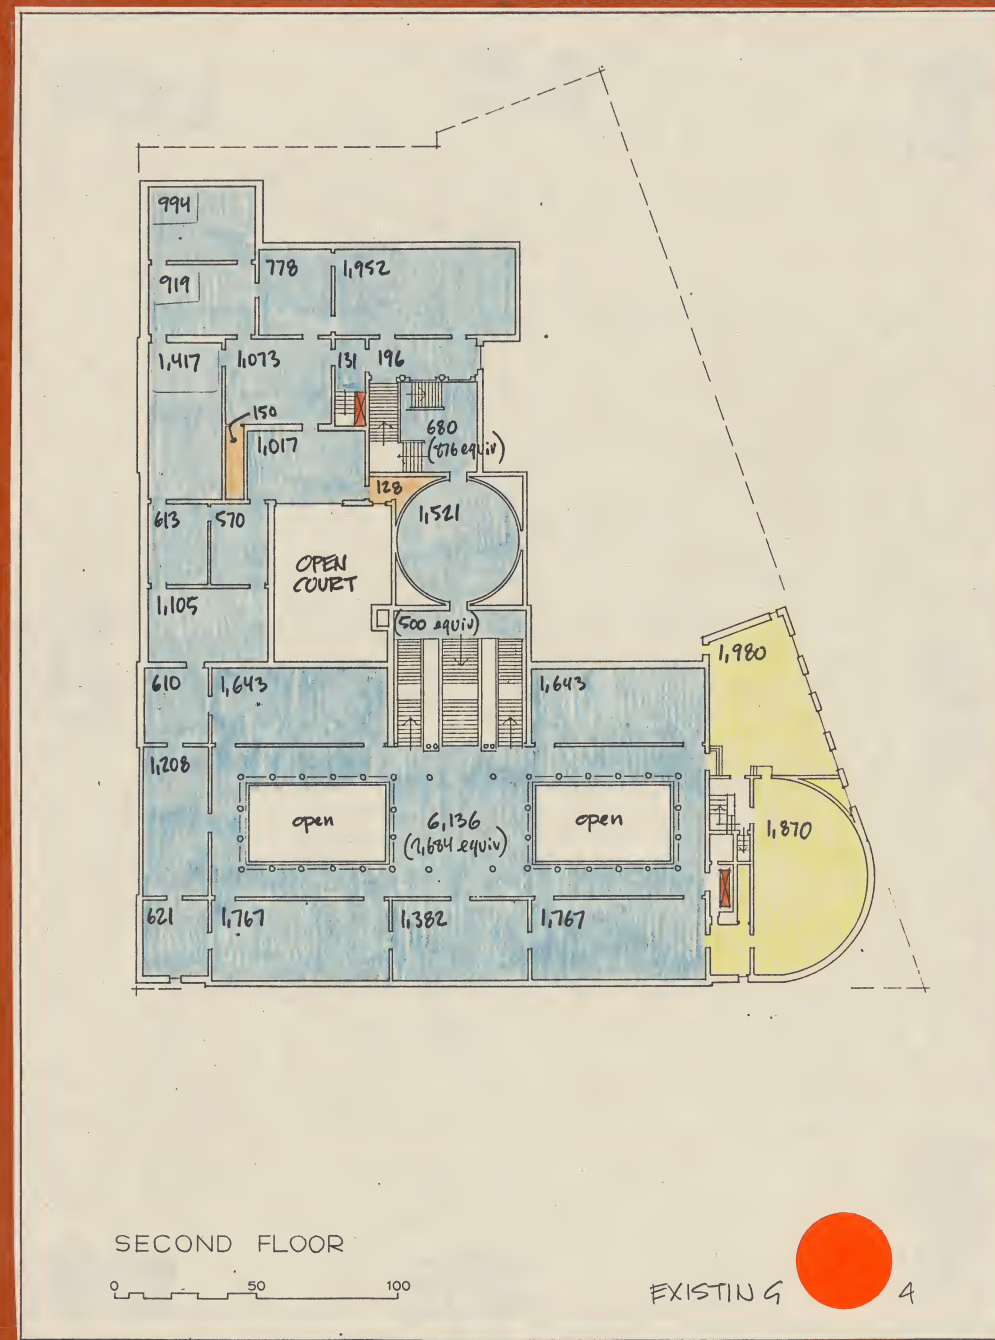 994
919
778
1,952
1,417
1,073
131
196
150
680
(876 equiv)
1,017
128
613
570
1,521
OPEN
COURT
1,105
(500 equiv)
1,980
610
1,643
1,643
1,208
open
6,136
(7,684 equiv)
open
1,870
621
1,767
1,382
1,767
SECOND FLOOR
0 50 100
EXISTING 4